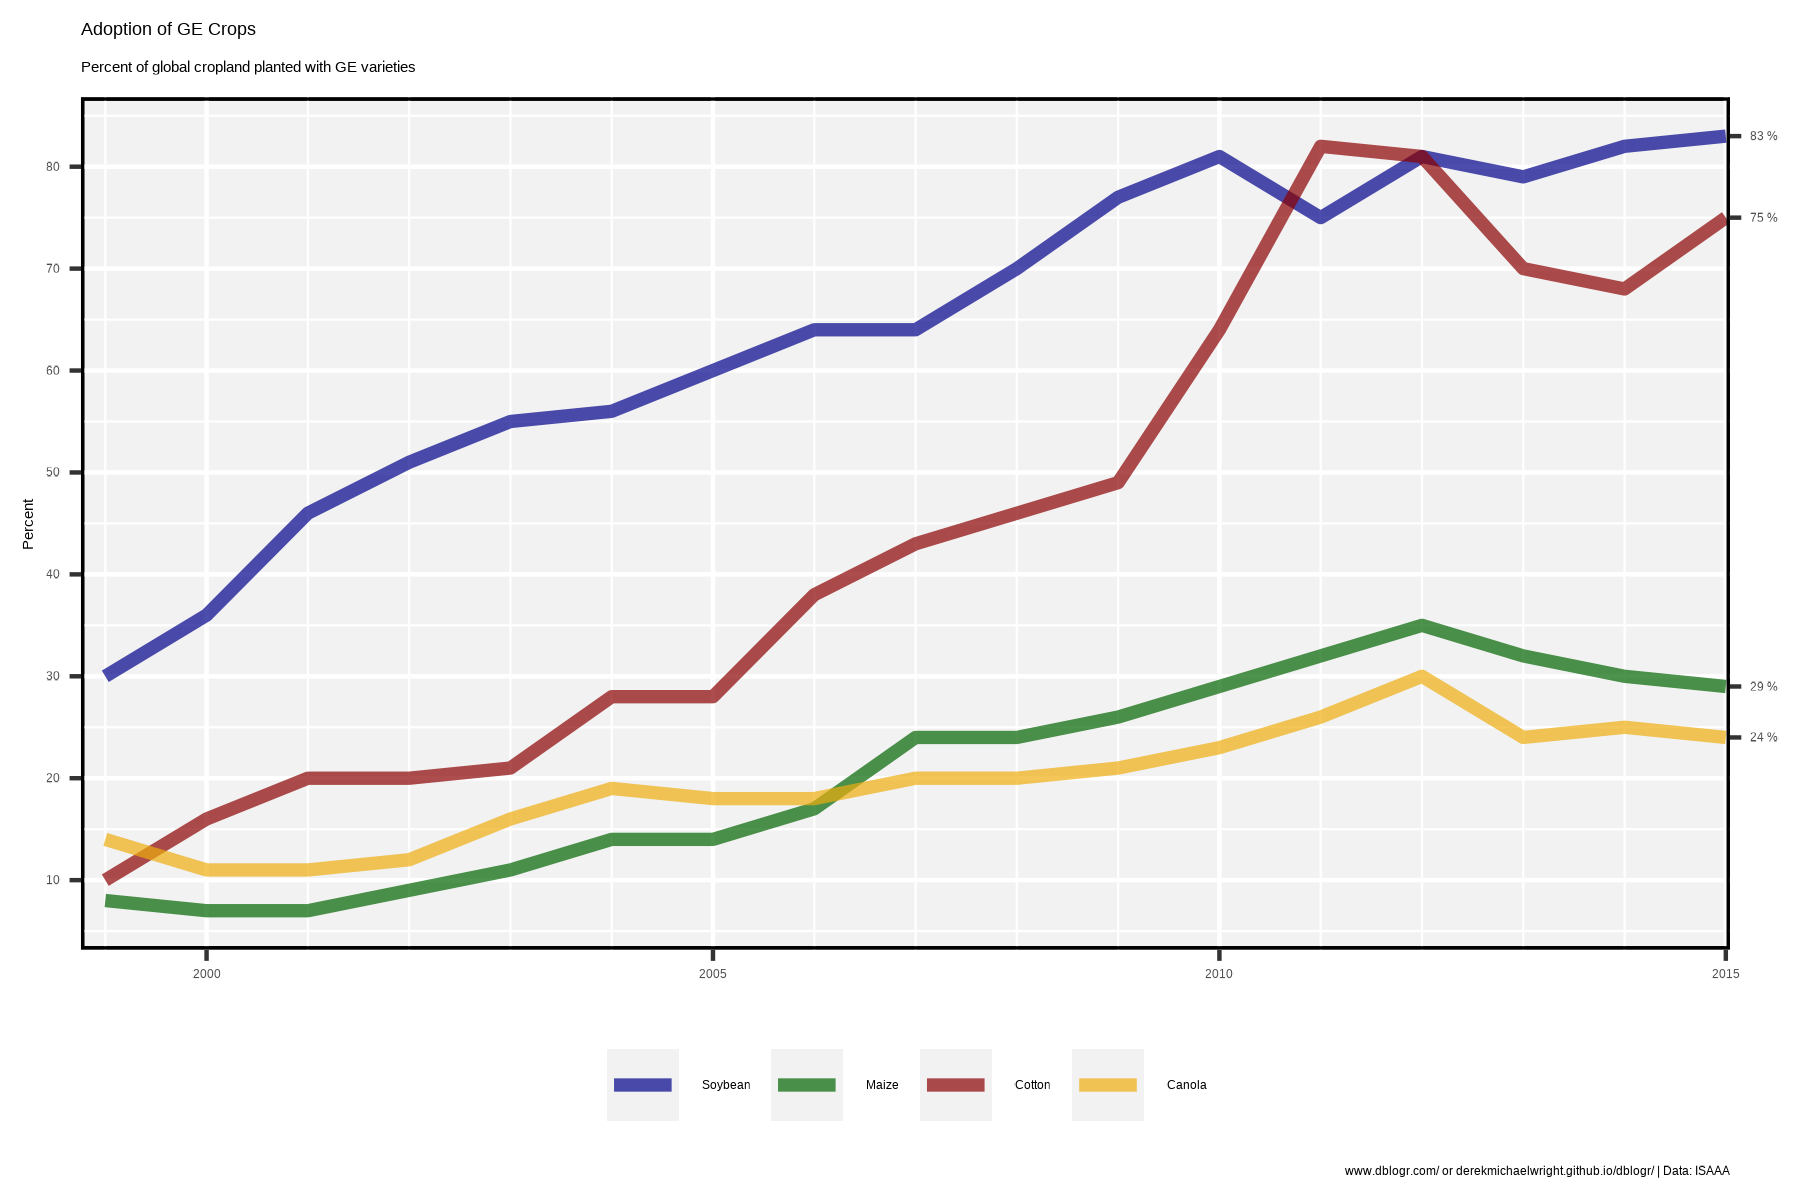 Adoption of GE Crops
Percent of global cropland planted with GE varieties
83 %
80
75 %
70
60
50
Percent
40
30
29 %
24 %
20
10
2000 2005 2010 2015
Soybean Maize Cotton Canola
www.dblogr.com/ or derekmichaelwright.github.io/dblogr/ | Data: ISAAA